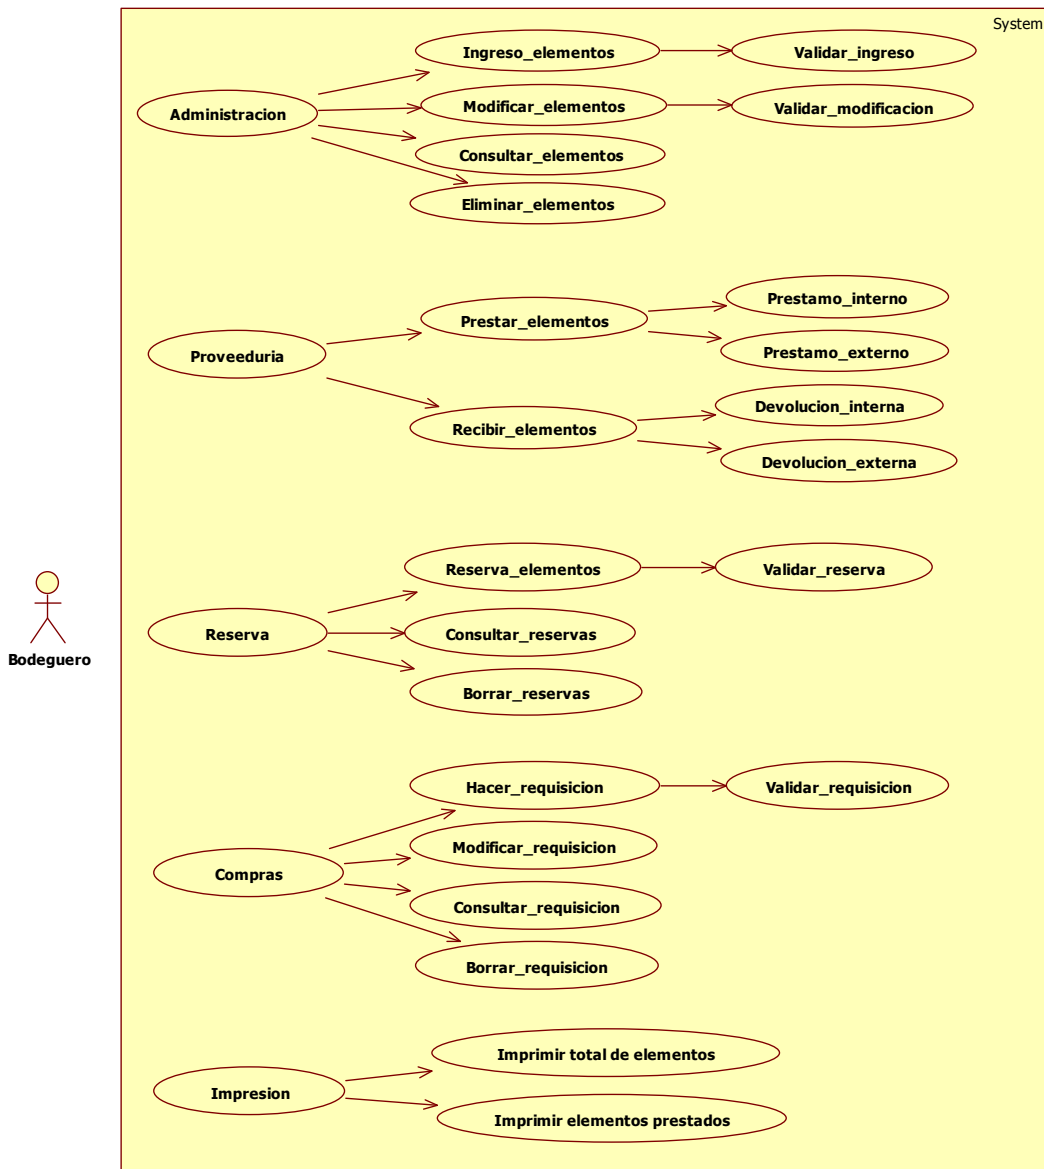 System
Ingreso_elementos
Validar_ingreso
Administracion
Modificar_elementos
Validar_modificacion
Consultar_elementos
Eliminar_elementos
Prestamo_interno
Prestar_elementos
Proveeduria
Prestamo_externo
Devolucion_interna
Recibir_elementos
Devolucion_externa
Reserva_elementos
Validar_reserva
Reserva
Consultar_reservas
Bodeguero
Borrar_reservas
Hacer_requisicion
Validar_requisicion
Modificar_requisicion
Compras
Consultar_requisicion
Borrar_requisicion
Imprimir total de elementos
Impresion
Imprimir elementos prestados